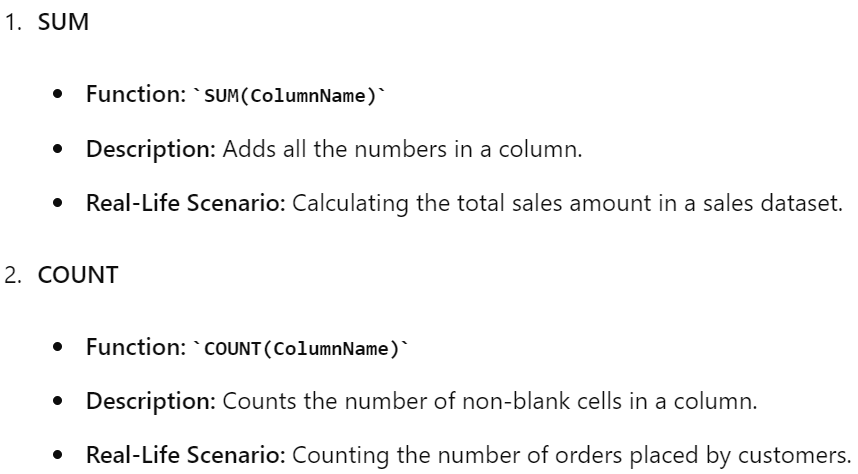 1. SUM
• Function: `SUM(ColumnName)`
• Description: Adds all the numbers in a column.
• Real-Life Scenario: Calculating the total sales amount in a sales dataset.
2. COUNT
• Function: `COUNT(ColumnName)`
• Description: Counts the number of non-blank cells in a column.
• Real-Life Scenario: Counting the number of orders placed by customers.